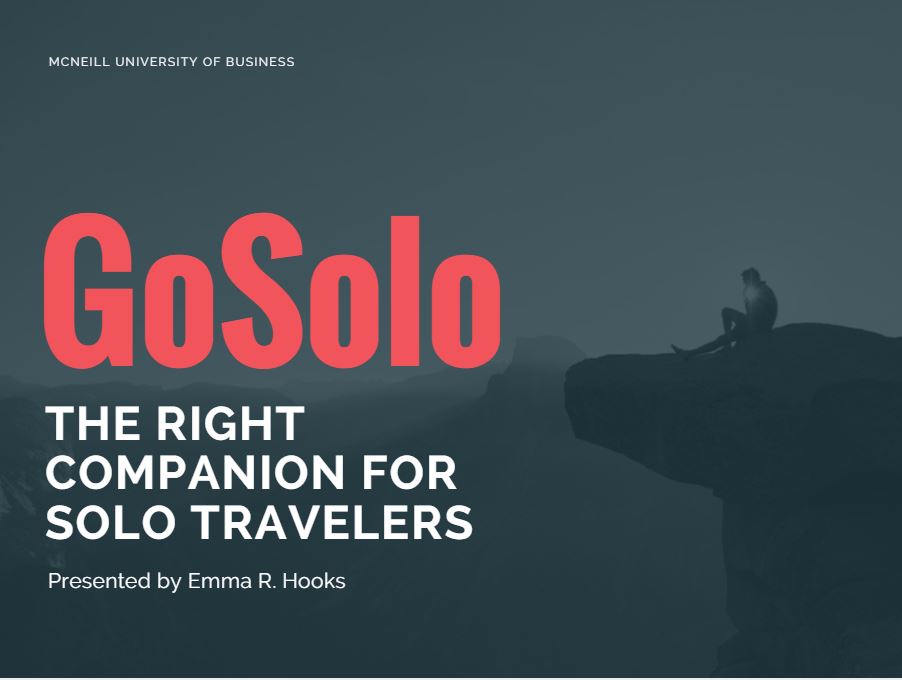 MCNEILL UNIVERSITY OF BUSINESS
GoSolo
THE RIGHT
COMPANION FOR
SOLO TRAVELERS
Presented by Emma R. Hooks